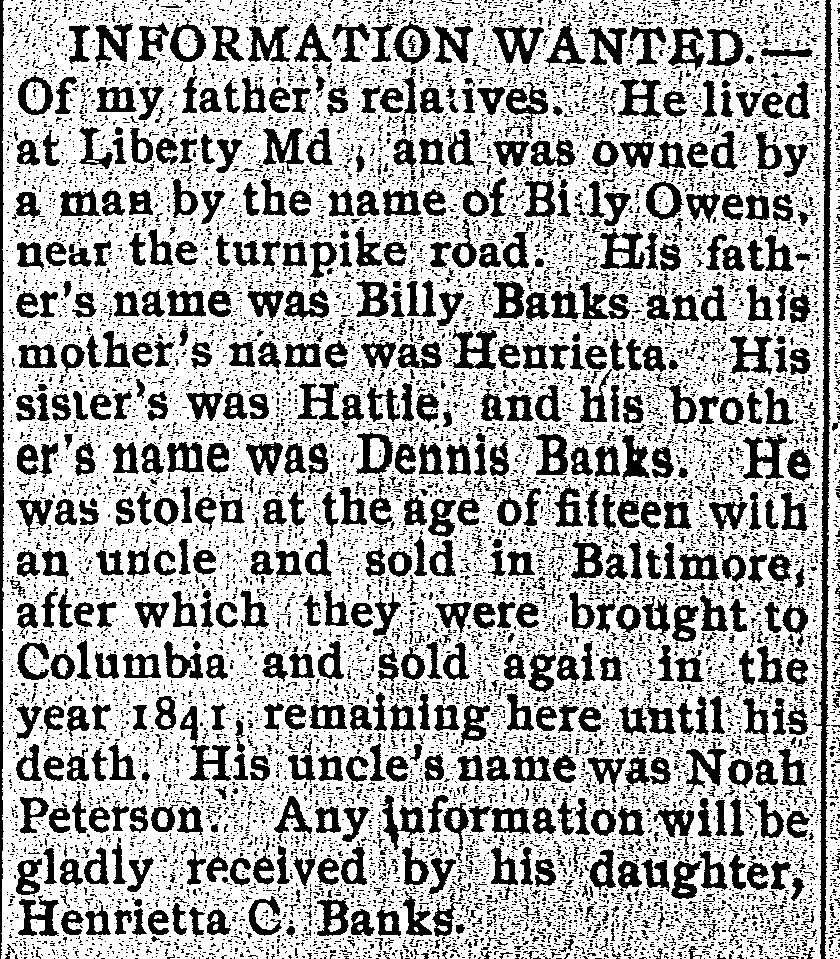 INFORMATION WANTED.—
Of my father's relatives. He lived
at Liberty Md , and was owned by
a man by the name of Billy Owens,
near the turnpike road. His fath-
er's name was Billy Banks and his
mother's name was Henrietta. His
sister's was Hattie, and his broth
er's name was Dennis Banks. He
was stolen at the age of fifteen with
an uncle and sold in Baltimore,
after which they were brought to
Columbia and sold again in the
year 1841, remaining here until his
death. His uncle's name was Noah
Peterson. Any information will be
gladly received by his daughter,
Henrietta C. Banks.